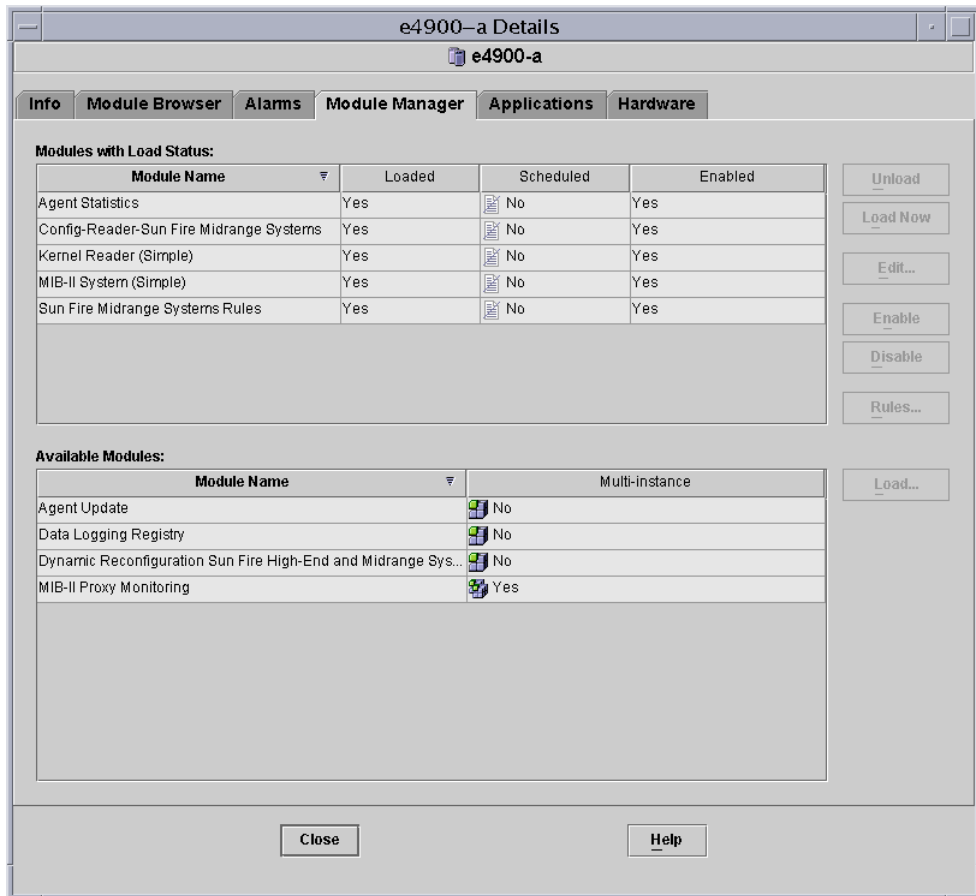 e4900–a Details
e4900-a
Info Module Browser Alarms Module Manager Applications Hardware
Modules with Load Status:
Module Name Loaded Scheduled Enabled
Agent Statistics Yes No Yes
Config-Reader-Sun Fire Midrange Systems Yes No Yes
Kernel Reader (Simple) Yes No Yes
MIB-II System (Simple) Yes No Yes
Sun Fire Midrange Systems Rules Yes No Yes
Unload
Load Now
Edit...
Enable
Disable
Rules...
Available Modules:
Module Name Multi-instance
Agent Update No
Data Logging Registry No
Dynamic Reconfiguration Sun Fire High-End and Midrange Sys... No
MIB-II Proxy Monitoring Yes
Load...
Close Help